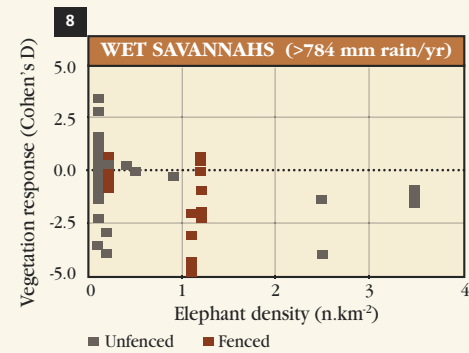 8
WET SAVANNAHS (>784 mm rain/yr)
Vegetation response (Cohen's D)
5.0
2.5
0.0
-2.5
-5.0
0 1 2 3 4
Elephant density (n.km-2)
Unfenced Fenced